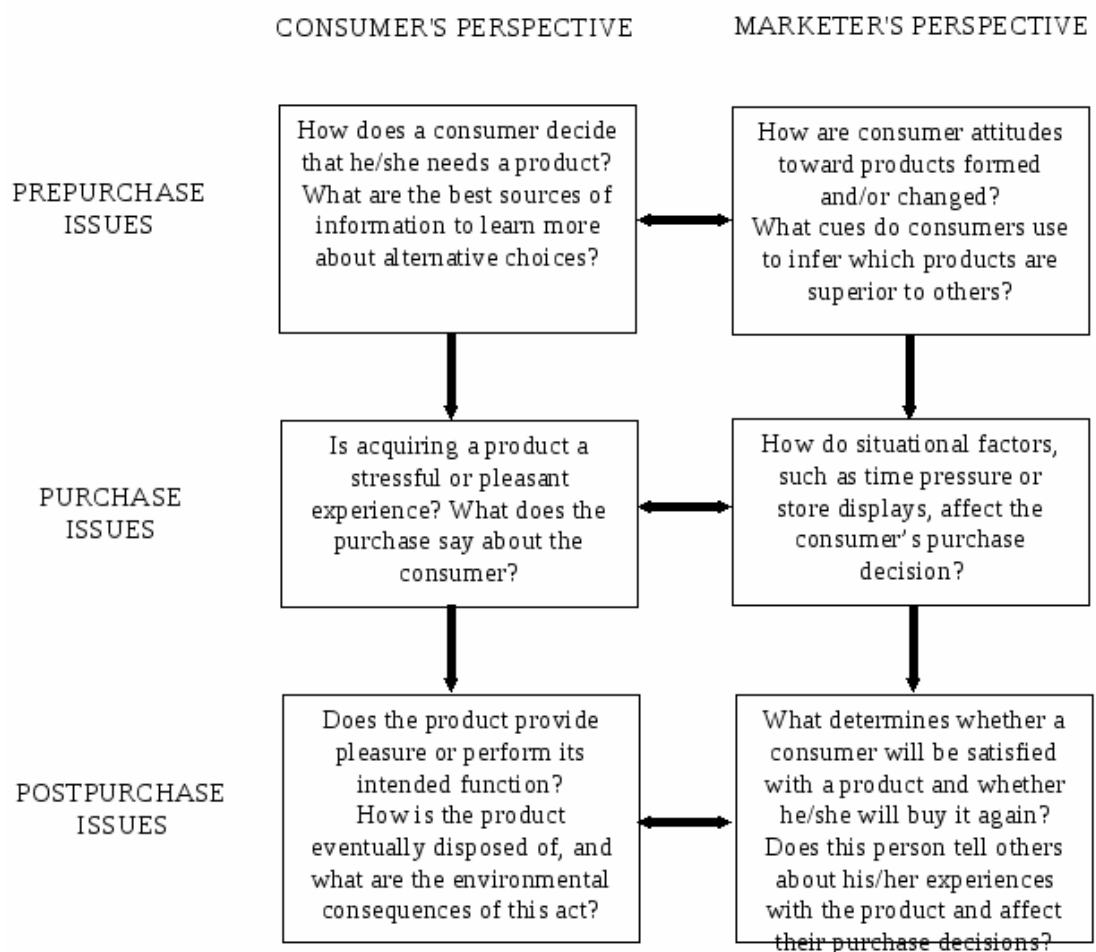 CONSUMER'S PERSPECTIVE
MARKETER'S PERSPECTIVE
PREPURCHASE
ISSUES
How does a consumer decide
that he/she needs a product?
What are the best sources of
information to learn more
about alternative choices?
How are consumer attitudes
toward products formed
and/or changed?
What cues do consumers use
to infer which products are
superior to others?
PURCHASE
ISSUES
Is acquiring a product a
stressful or pleasant
experience? What does the
purchase say about the
consumer?
How do situational factors,
such as time pressure or
store displays, affect the
consumer's purchase
decision?
POSTPURCHASE
ISSUES
Does the product provide
pleasure or perform its
intended function?
How is the product
eventually disposed of, and
what are the environmental
consequences of this act?
What determines whether a
consumer will be satisfied
with a product and whether
he/she will buy it again?
Does this person tell others
about his/her experiences
with the product and affect
their purchase decisions?